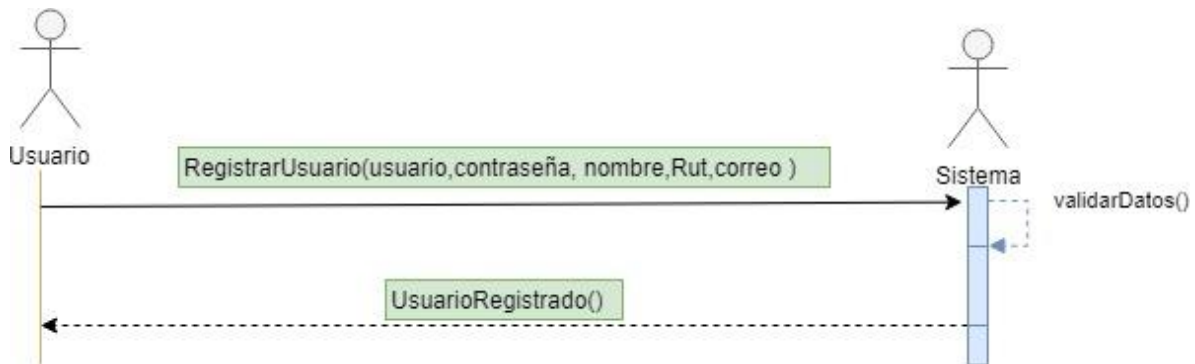 Usuario
RegistrarUsuario(usuario,contraseña, nombre,Rut,correo )
Sistema
validarDatos()
UsuarioRegistrado()